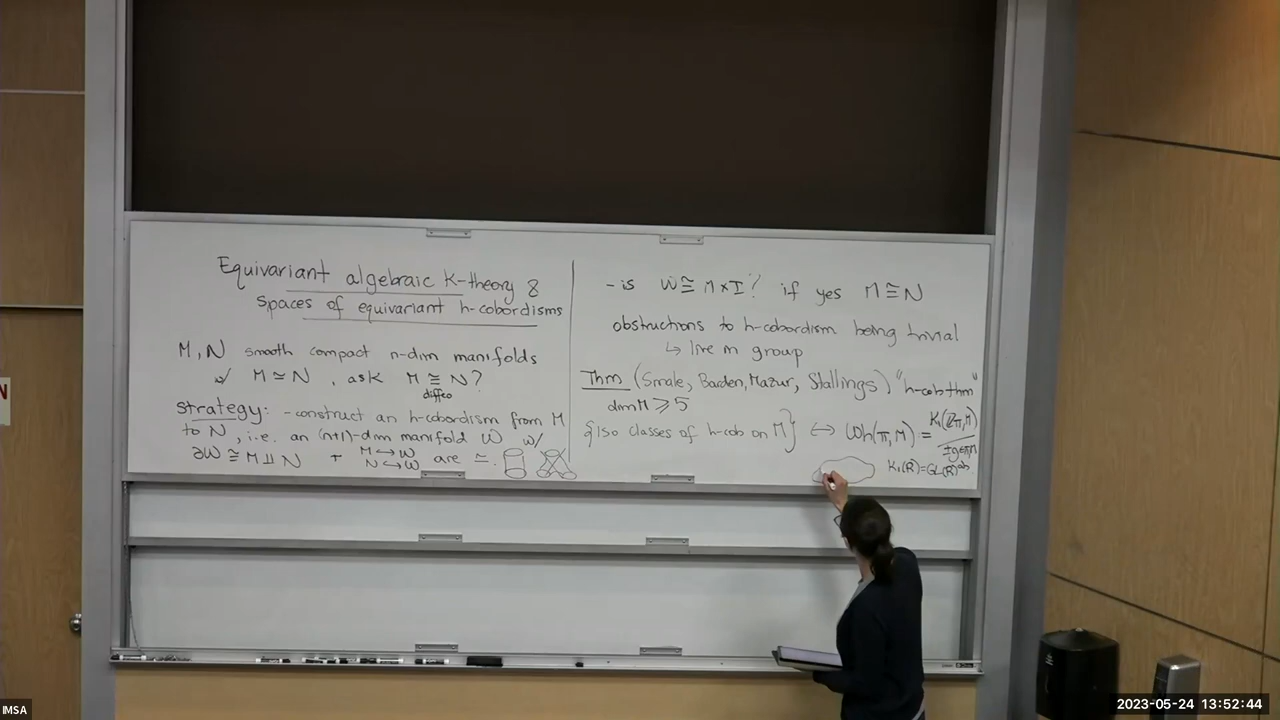 Equivariant algebraic K-theory &
Spaces of equivariant h-cobordisms
M, N smooth compact n-dim manifolds
w/ M ≃ N, ask M ≅ N?
diffeo
Strategy: - construct an h-cobordism from M
to N, i.e. an (n+1)-dim manifold W w/
∂W ≅ M ⨿ N + M ↪ W are ≃.
N ↪ W
- is W ≅ M × I? if yes M ≅ N
obstructions to h-cobordism being trivial
↳ live in group
Thm (Smale, Barden, Mazur, Stallings) "h-cob thm"
dim M ≥ 5
{iso classes of h-cob on M} ↔ Wh(π₁M) = K₁(ℤ[π₁M])
±g∈π₁M
K₁(R)=GL(R)ᵃᵇ
IMSA
2023-05-24 13:52:44